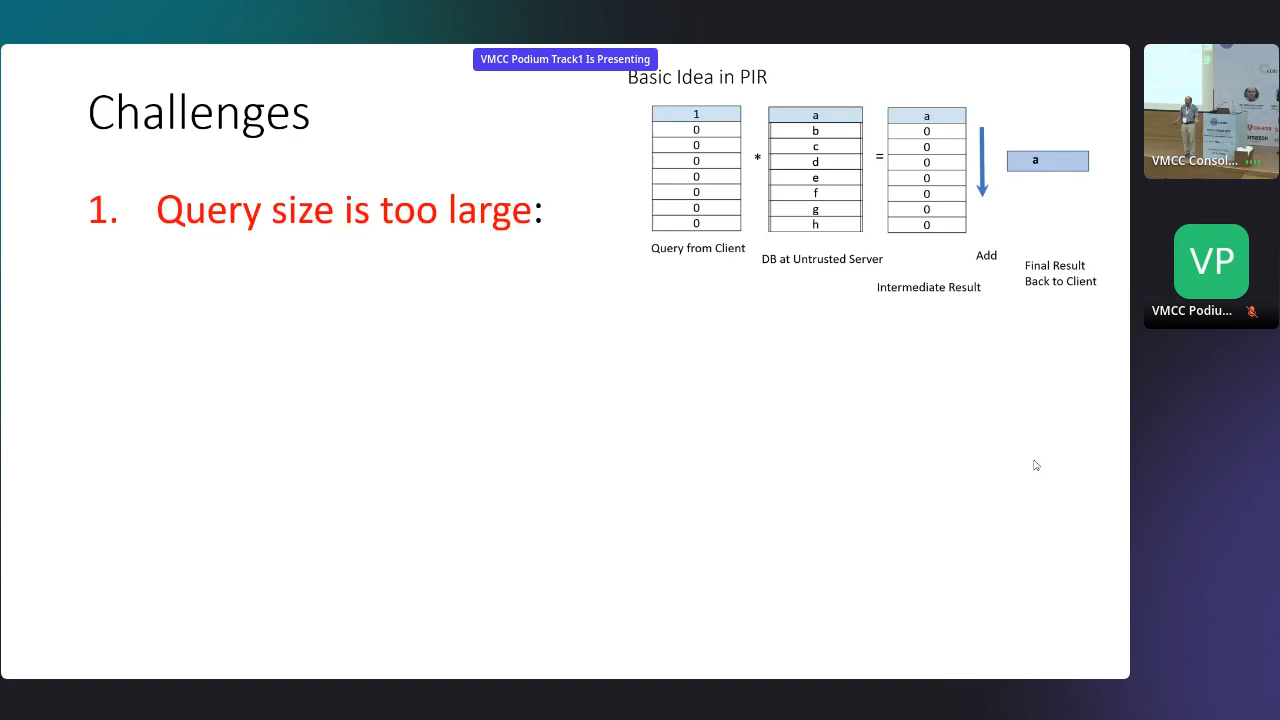 VMCC Podium Track1 Is Presenting
Challenges
1. Query size is too large:
Basic Idea in PIR
1 a a
0 b 0
0 * c = 0 a
0 d 0
0 e 0
0 f 0
0 g 0
0 h 0
Query from Client
DB at Untrusted Server
Intermediate Result
Add
Final Result
Back to Client
VMCC Consol...
VP
VMCC Podiu...
amazon